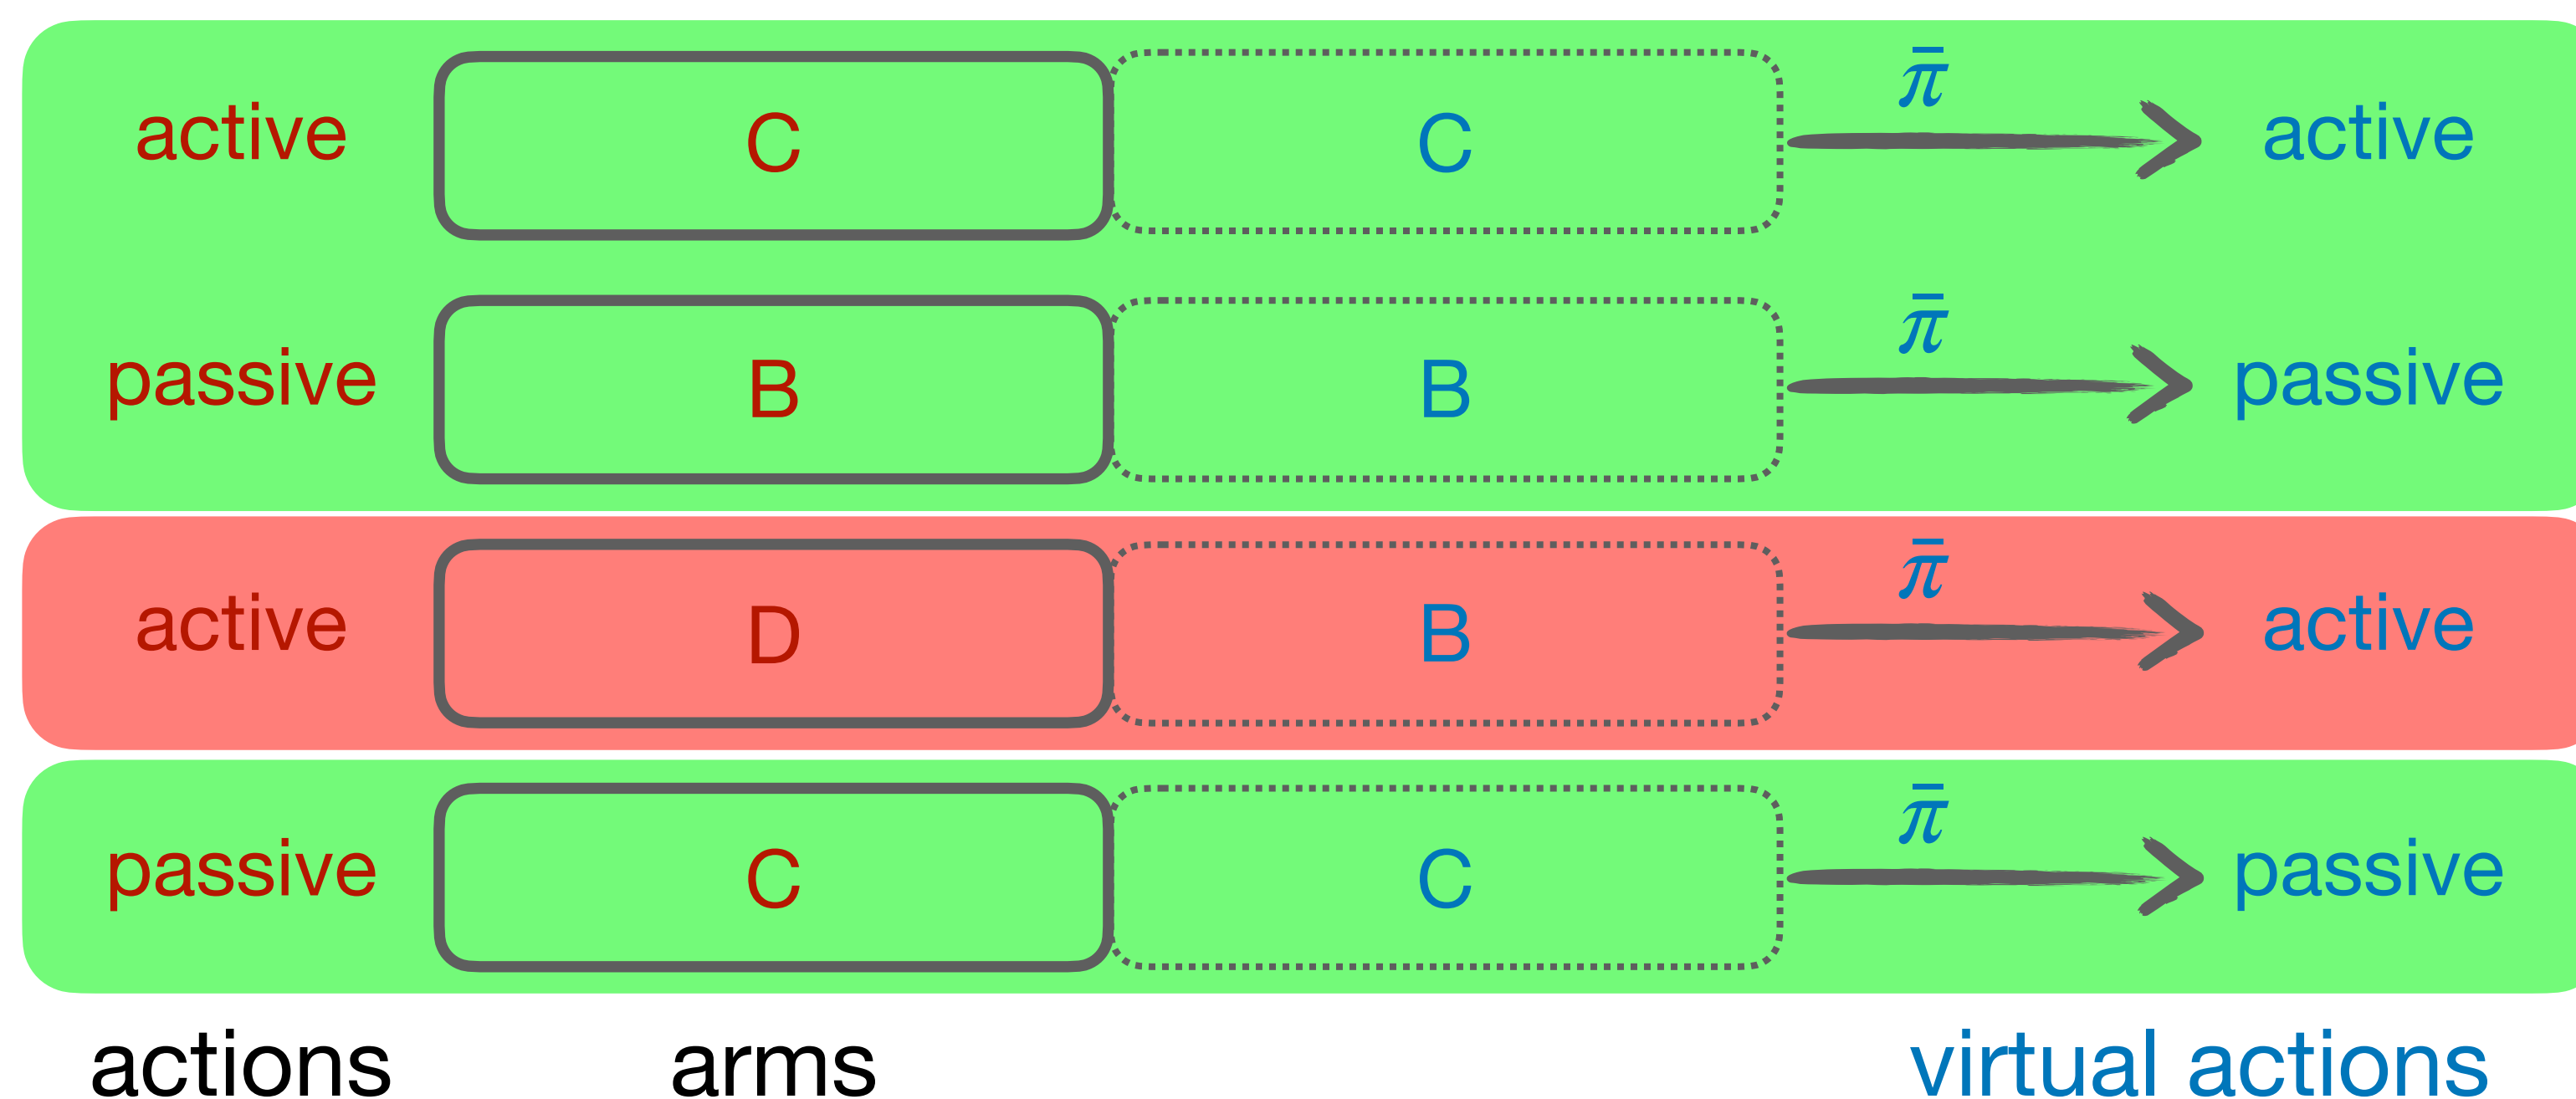 active C C π̄ active
passive B B π̄ passive
active D B π̄ active
passive C C π̄ passive
actions arms virtual actions